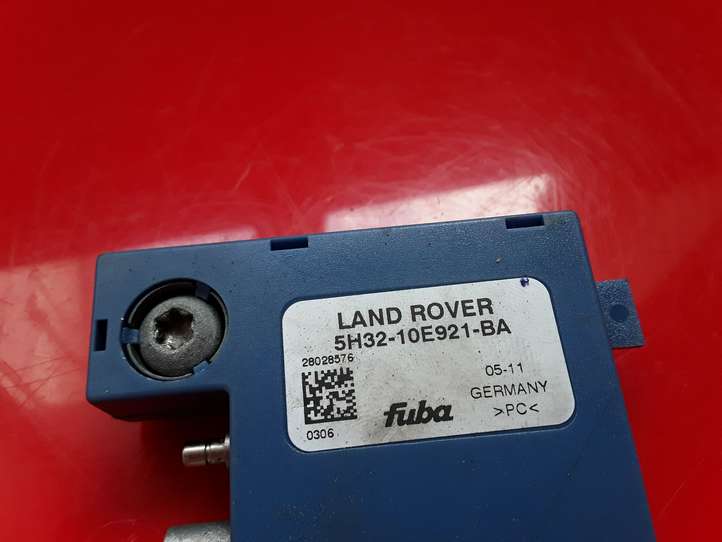 LAND ROVER
5H32-10E921-BA
28028576
05-11
GERMANY
fuba
>PC<
0306